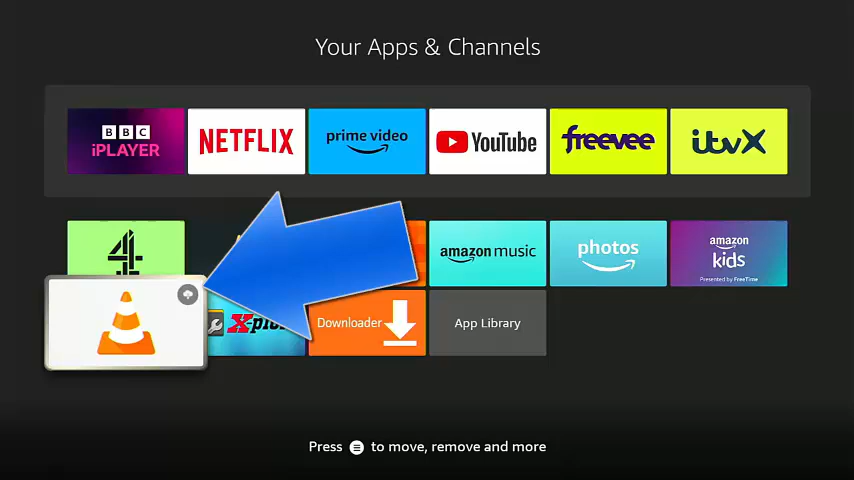 Your Apps & Channels
BBC
iPLAYER
NETFLIX
prime video
YouTube
freevee
itvX
4
amazon music
photos
amazon
kids
Presented by FreeTime
Downloader
App Library
Press to move, remove and more